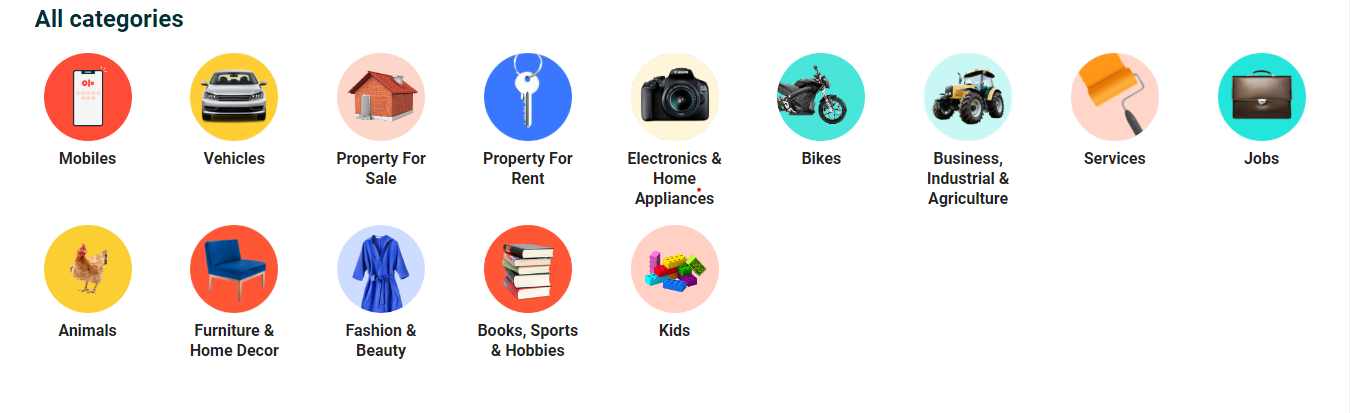 All categories
Mobiles
Vehicles
Property For
Sale
Property For
Rent
Electronics &
Home
Appliances
Bikes
Business,
Industrial &
Agriculture
Services
Jobs
Animals
Furniture &
Home Decor
Fashion &
Beauty
Books, Sports
& Hobbies
Kids